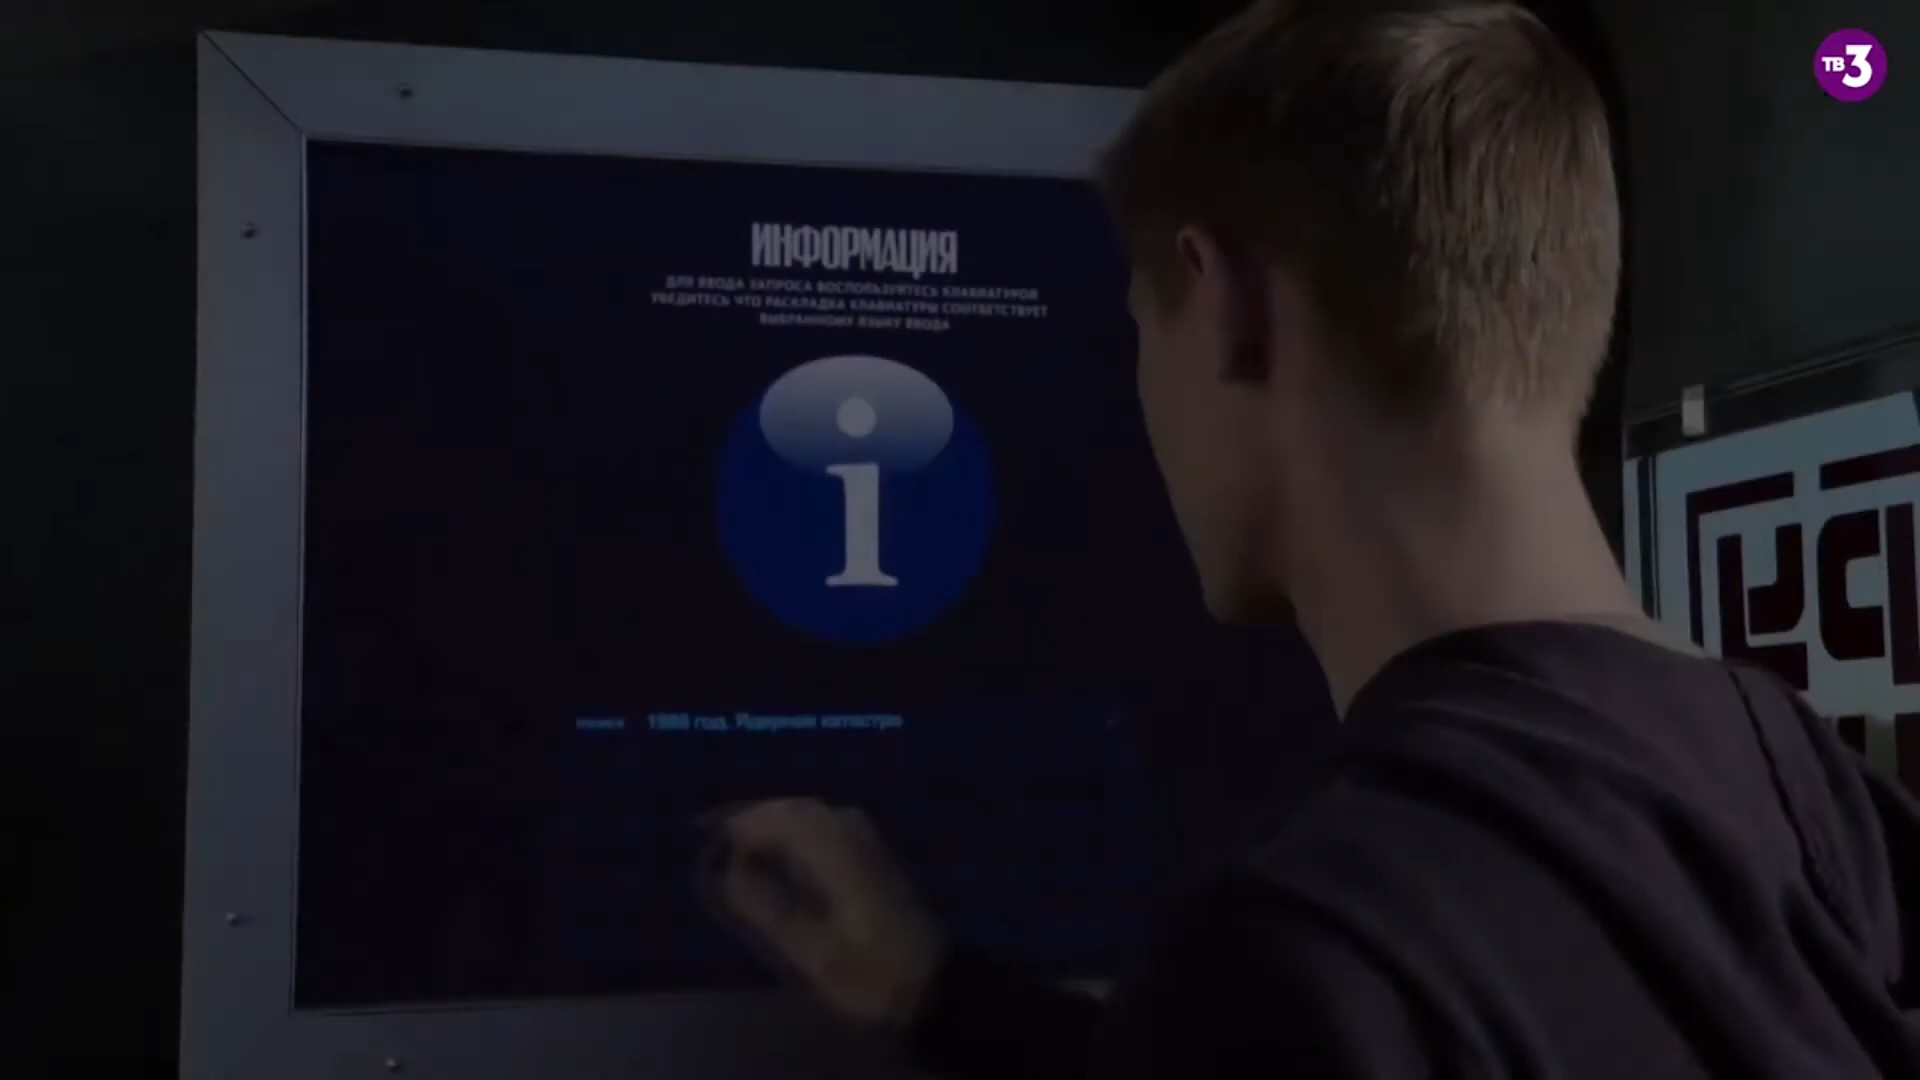 ТВ3
ИНФОРМАЦИЯ
ДЛЯ ВВОДА ЗАПРОСА ВОСПОЛЬЗУЙТЕСЬ КЛАВИАТУРОЙ
УБЕДИТЕСЬ ЧТО РАСКЛАДКА КЛАВИАТУРЫ СООТВЕТСТВУЕТ
ВЫБРАННОМУ ЯЗЫКУ ВВОДА
i
поиск 1986 год. Ядерная катастро